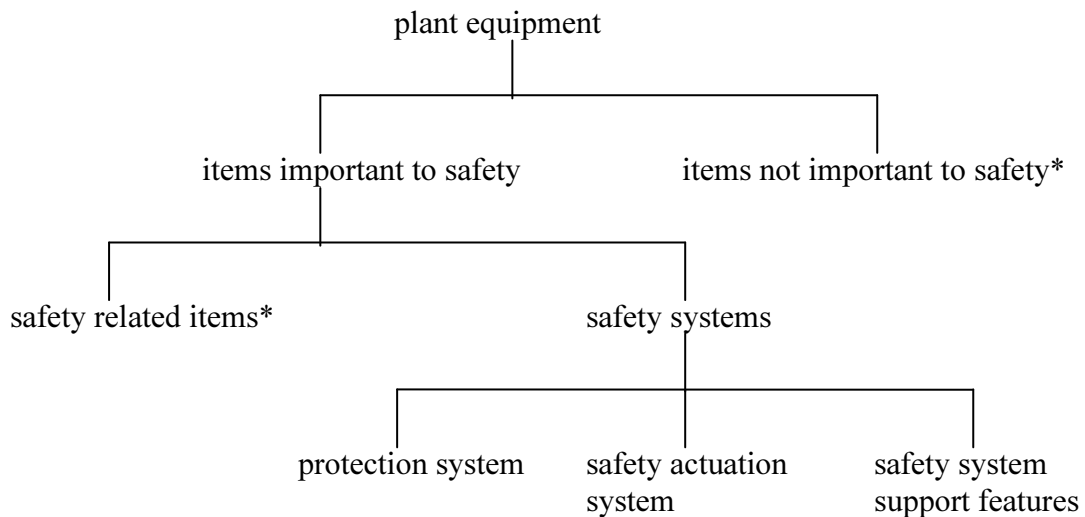 plant equipment
items important to safety
items not important to safety*
safety related items*
safety systems
protection system
safety actuation
system
safety system
support features